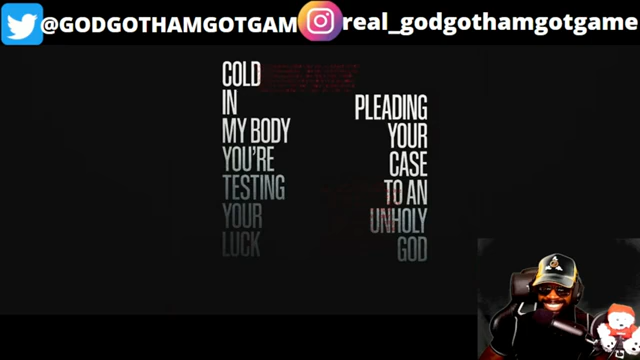 @GODGOTHAMGOTGAM
real_godgothamgotgame
COLD
IN
MY BODY
YOU'RE
TESTING
YOUR
LUCK
PLEADING
YOUR
CASE
TO AN
UNHOLY
GOD